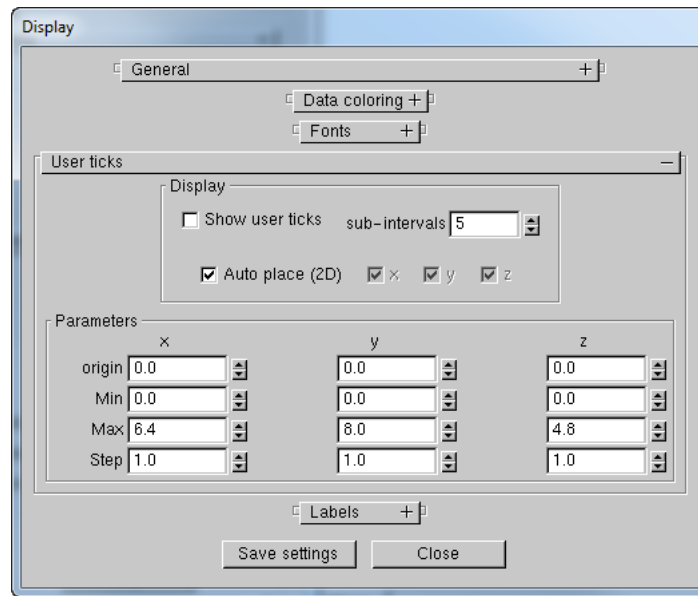 Display
General +
Data coloring +
Fonts +
User ticks −
Display
Show user ticks sub-intervals 5
Auto place (2D) x y z
Parameters
x y z
origin 0.0 0.0 0.0
Min 0.0 0.0 0.0
Max 6.4 8.0 4.8
Step 1.0 1.0 1.0
Labels +
Save settings Close